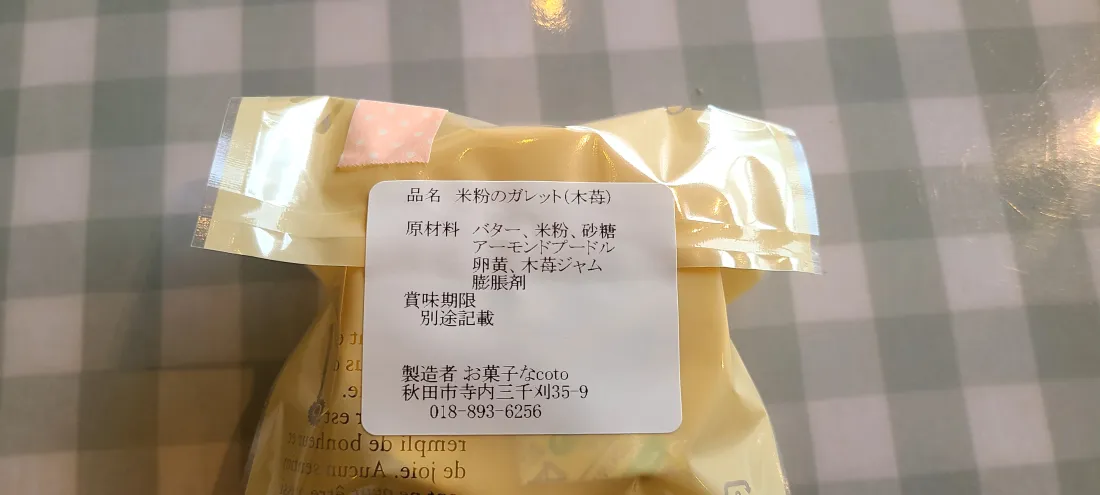 品名 米粉のガレット(木苺)
原材料 バター、米粉、砂糖
アーモンドプードル
卵黄、木苺ジャム
膨脹剤
賞味期限
別途記載
製造者 お菓子なcoto
秋田市寺内三千刈35-9
018-893-6256
est
rempli de bonheur et
de joie. Aucun